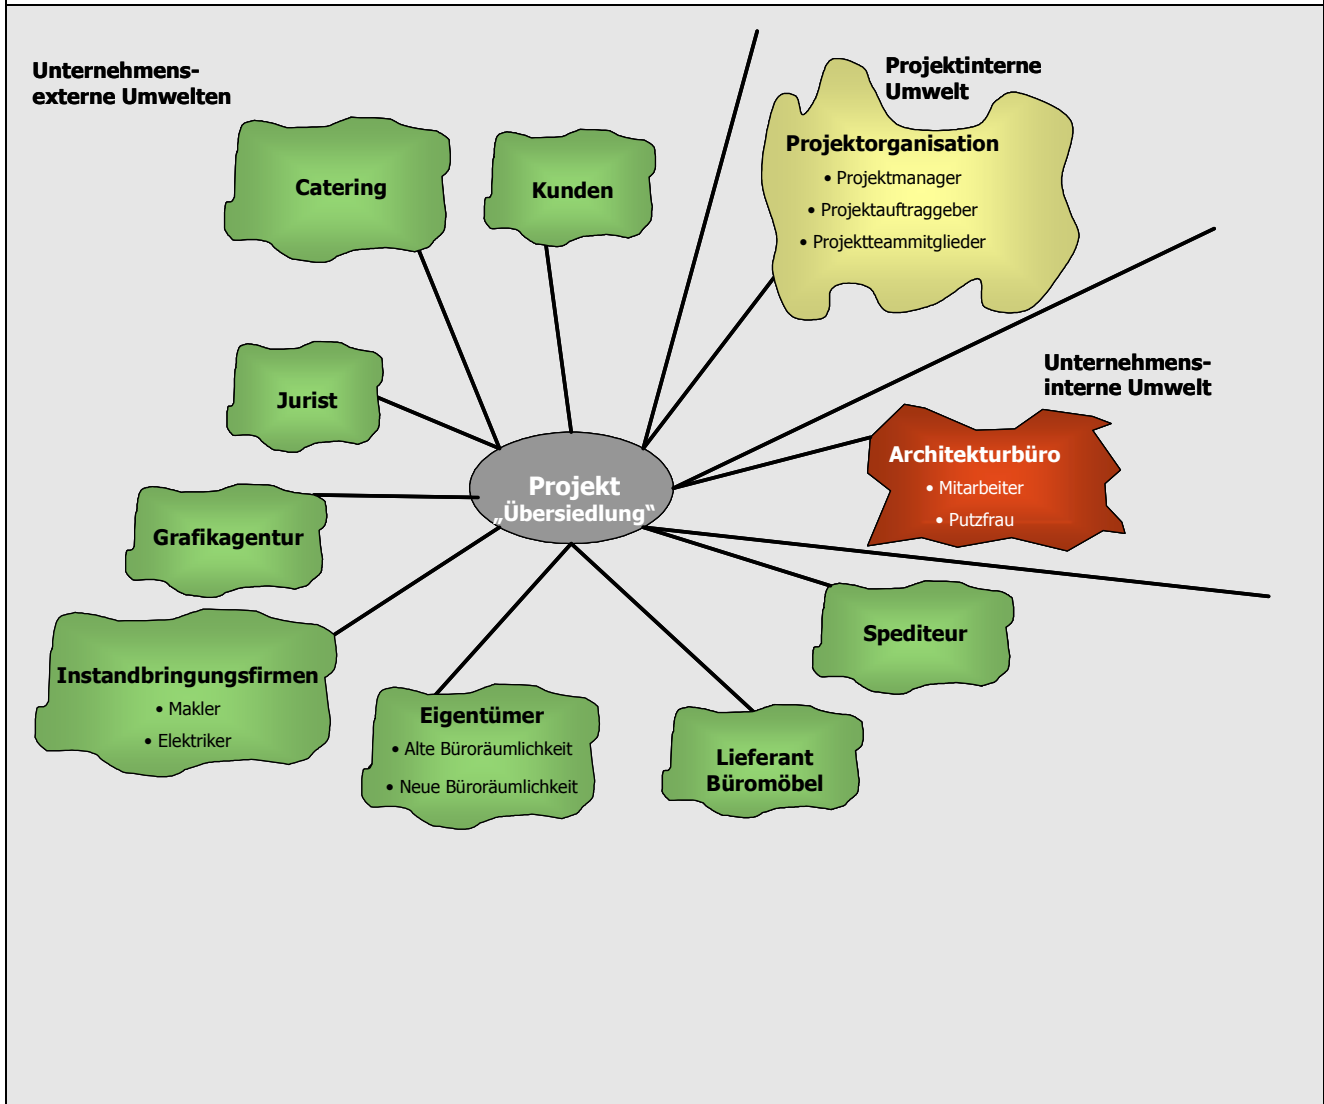 Unternehmens-
externe Umwelten
Projektinterne
Umwelt
Projektorganisation
• Projektmanager
• Projektauftraggeber
• Projektteammitglieder
Catering
Kunden
Unternehmens-
interne Umwelt
Jurist
Architekturbüro
• Mitarbeiter
• Putzfrau
Projekt
„Übersiedlung“
Grafikagentur
Spediteur
Instandbringungsfirmen
• Makler
• Elektriker
Eigentümer
• Alte Büroräumlichkeit
• Neue Büroräumlichkeit
Lieferant
Büromöbel